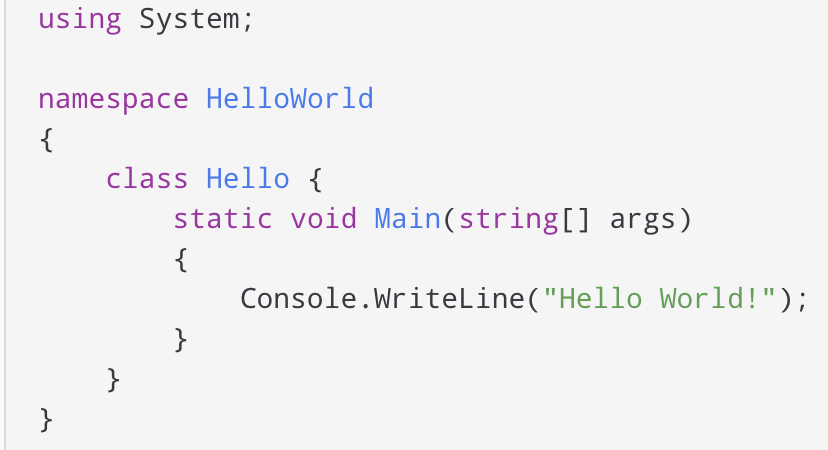 using System;
namespace HelloWorld
{
class Hello {
static void Main(string[] args)
{
Console.WriteLine("Hello World!");
}
}
}